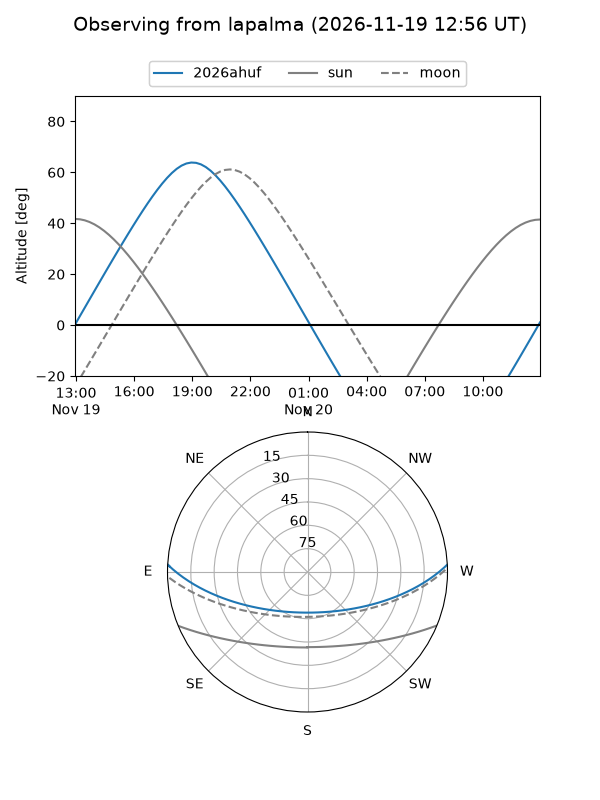 Observing from lapalma (2026-11-19 12:56 UT)
2026ahuf sun moon
Altitude [deg]
80
60
40
20
0
−20
13:00 16:00 19:00 22:00 01:00 04:00 07:00 10:00
Nov 19 Nov 20
N
NE NW
15
30
45
60
75
E W
SE SW
S